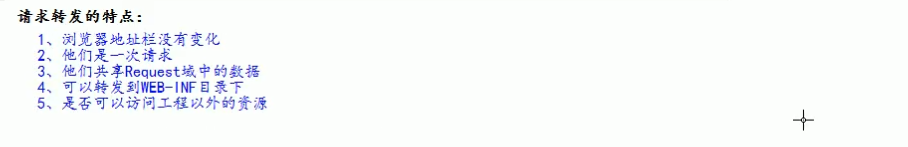 请求转发的特点：
1、浏览器地址栏没有变化
2、他们是一次请求
3、他们共享Request域中的数据
4、可以转发到WEB-INF目录下
5、是否可以访问工程以外的资源